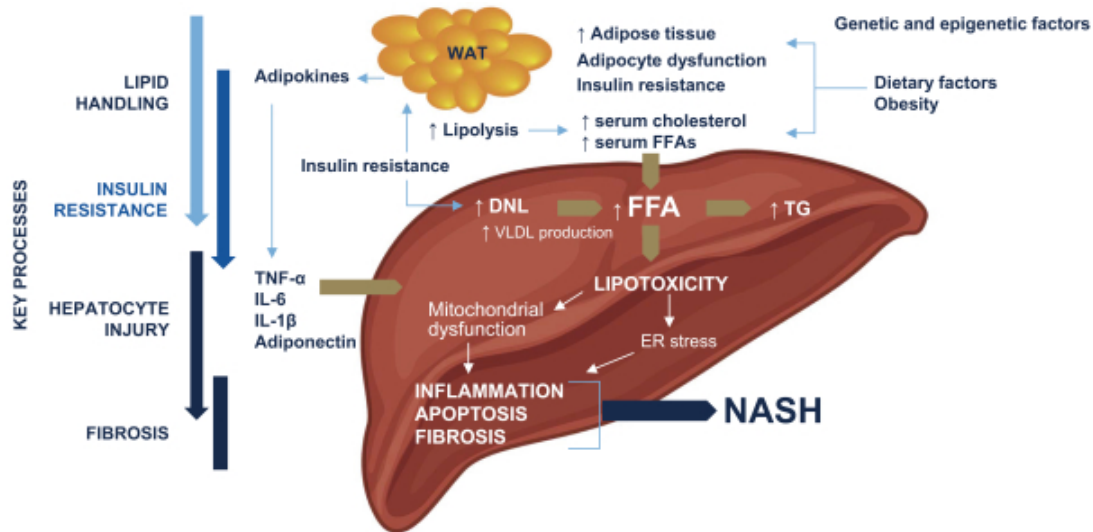 KEY PROCESSES
LIPID
HANDLING
INSULIN
RESISTANCE
HEPATOCYTE
INJURY
FIBROSIS
WAT
Adipokines
↑ Lipolysis
Insulin resistance
↑ Adipose tissue
Adipocyte dysfunction
Insulin resistance
↑ serum cholesterol
↑ serum FFAs
Genetic and epigenetic factors
Dietary factors
Obesity
TNF-α
IL-6
IL-1β
Adiponectin
↑ DNL
↑ VLDL production
↑ FFA
↑ TG
LIPOTOXICITY
Mitochondrial
dysfunction
ER stress
INFLAMMATION
APOPTOSIS
FIBROSIS
NASH